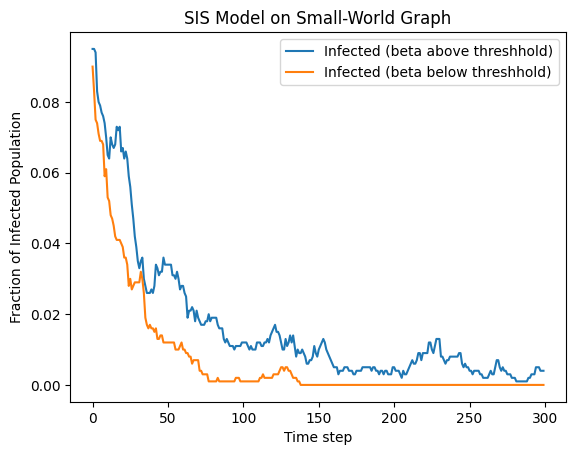 SIS Model on Small-World Graph
Infected (beta above threshhold)
Infected (beta below threshhold)
Fraction of Infected Population
0.08
0.06
0.04
0.02
0.00
0
50
100
150
200
250
300
Time step